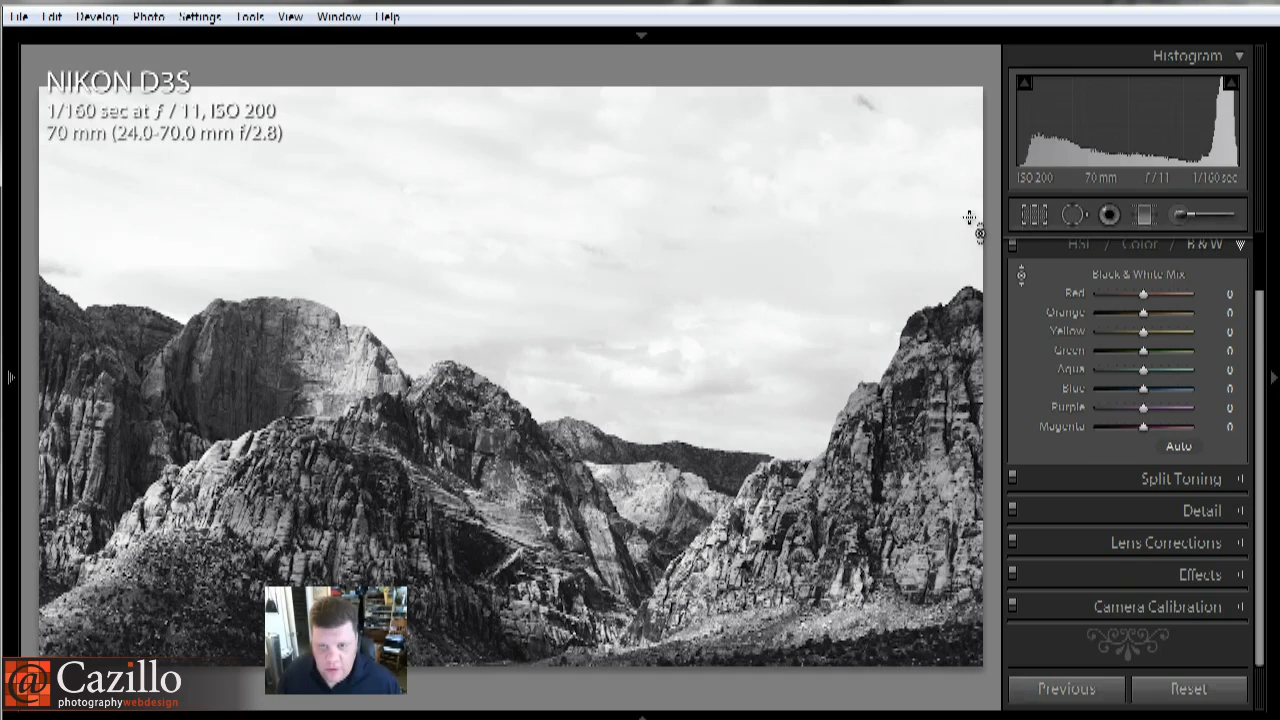 File Edit Develop Photo Settings Tools View Window Help
NIKON D3S
1/160 sec at ƒ / 11, ISO 200
70 mm (24.0-70.0 mm f/2.8)
Histogram
ISO 200 70 mm ƒ / 11 1/160 sec
HSL / Color / B & W
Black & White Mix
Red 0
Orange 0
Yellow 0
Green 0
Aqua 0
Blue 0
Purple 0
Magenta 0
Auto
Split Toning
Detail
Lens Corrections
Effects
Camera Calibration
Previous Reset
@ Cazillo
photographywebdesign